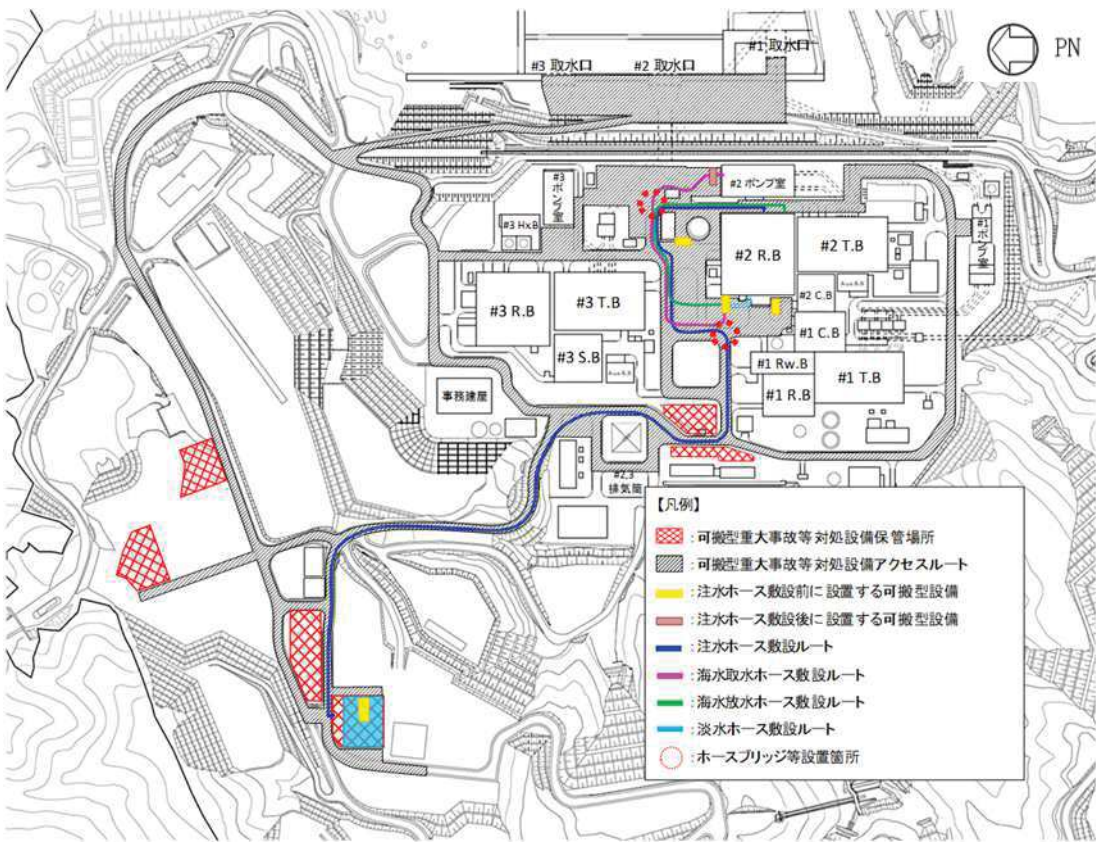 PN
#1 取水口
#3 取水口
#2 取水口
#3 ポンプ室
#2 ポンプ室
#1 ポンプ室
#3 Hx.B
#2 R.B
#2 T.B
#3 R.B
#3 T.B
#2 C.B
#1 C.B
#3 S.B
#1 Rw.B
#1 T.B
#1 R.B
事務建屋
#2,3
排気筒
【凡例】
:可搬型重大事故等対処設備保管場所
:可搬型重大事故等対処設備アクセスルート
:注水ホース敷設前に設置する可搬型設備
:注水ホース敷設後に設置する可搬型設備
:注水ホース敷設ルート
:海水取水ホース敷設ルート
:海水放水ホース敷設ルート
:淡水ホース敷設ルート
:ホースブリッジ等設置箇所